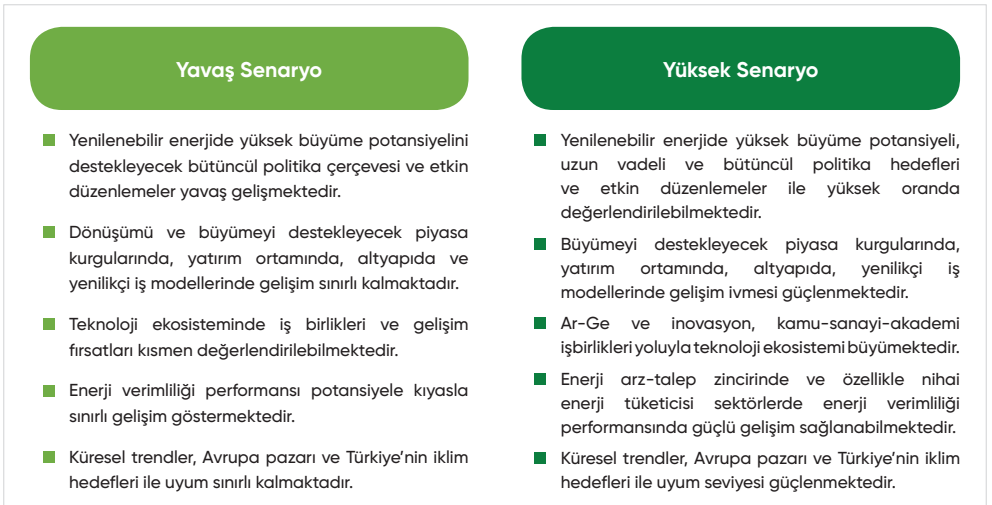 Yavaş Senaryo
Yenilenebilir enerjide yüksek büyüme potansiyelini
destekleyecek bütüncül politika çerçevesi ve etkin
düzenlemeler yavaş gelişmektedir.
Dönüşümü ve büyümeyi destekleyecek piyasa
kurgularında, yatırım ortamında, altyapıda ve
yenilikçi iş modellerinde gelişim sınırlı kalmaktadır.
Teknoloji ekosisteminde iş birlikleri ve gelişim
fırsatları kısmen değerlendirilebilmektedir.
Enerji verimliliği performansı potansiyele kıyasla
sınırlı gelişim göstermektedir.
Küresel trendler, Avrupa pazarı ve Türkiye’nin iklim
hedefleri ile uyum sınırlı kalmaktadır.
Yüksek Senaryo
Yenilenebilir enerjide yüksek büyüme potansiyeli,
uzun vadeli ve bütüncül politika hedefleri
ve etkin düzenlemeler ile yüksek oranda
değerlendirilebilmektedir.
Büyümeyi destekleyecek piyasa kurgularında,
yatırım ortamında, altyapıda, yenilikçi iş
modellerinde gelişim ivmesi güçlenmektedir.
Ar-Ge ve inovasyon, kamu-sanayi-akademi
işbirlikleri yoluyla teknoloji ekosistemi büyümektedir.
Enerji arz-talep zincirinde ve özellikle nihai
enerji tüketicisi sektörlerde enerji verimliliği
performansında güçlü gelişim sağlanabilmektedir.
Küresel trendler, Avrupa pazarı ve Türkiye’nin iklim
hedefleri ile uyum seviyesi güçlenmektedir.